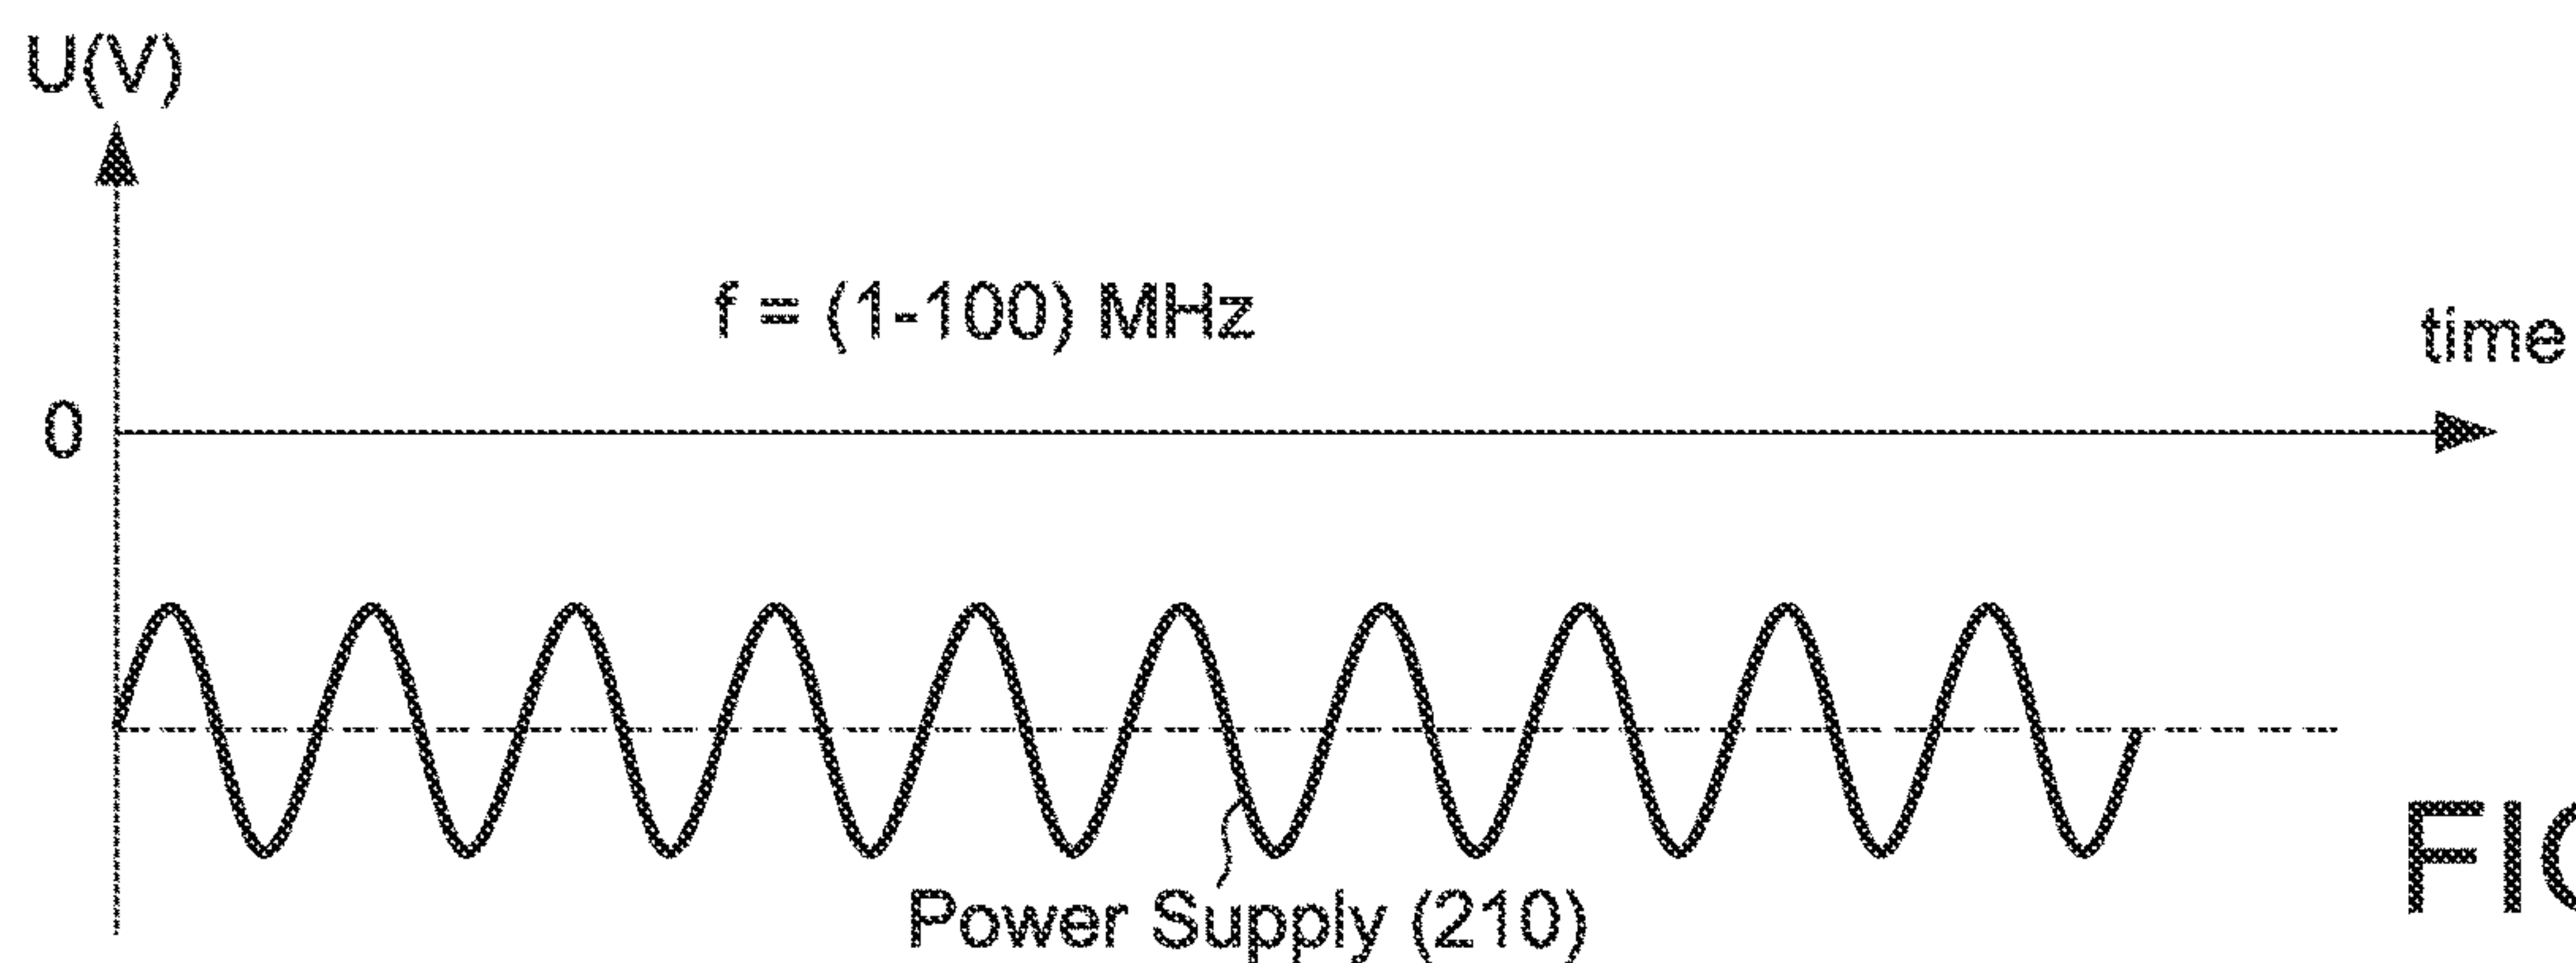 U(V)
f = (1-100) MHz
time
0
Power Supply (210)